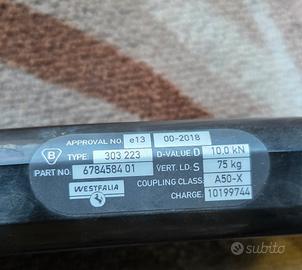 APPROVAL NO. e13 00-2018
B TYPE 303 223 D-VALUE D 10,0 kN
PART NO. 6784584 01 VERT. LD. S 75 kg
WESTFALIA COUPLING CLASS: A50-X
CHARGE: 10199744
subito